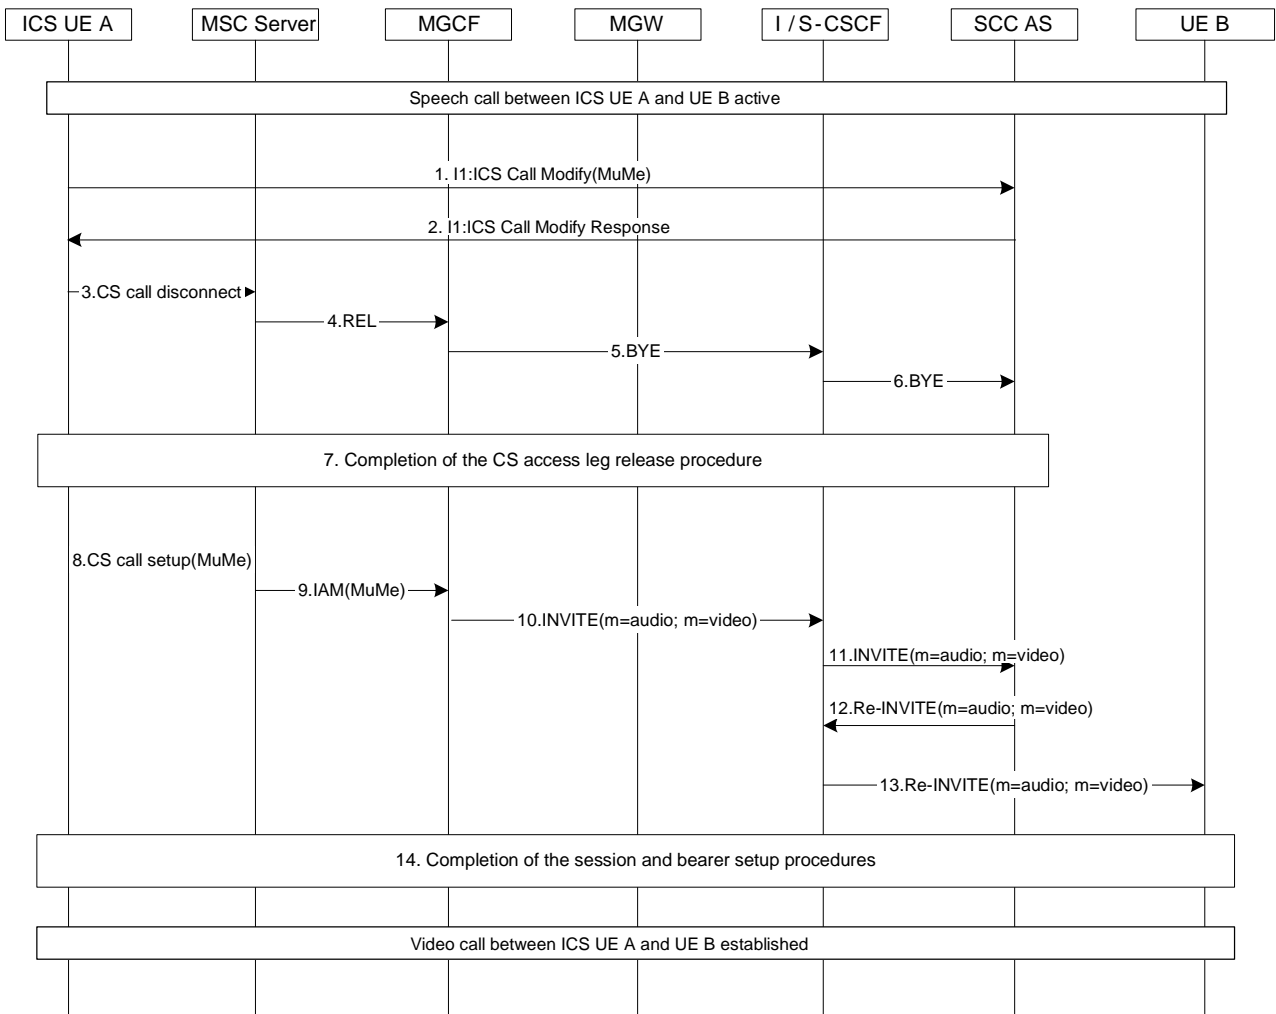 ICS UE A
MSC Server
MGCF
MGW
I / S-CSCF
SCC AS
UE B
Speech call between ICS UE A and UE B active
1. I1:ICS Call Modify(MuMe)
2. I1:ICS Call Modify Response
3.CS call disconnect
4.REL
5.BYE
6.BYE
7. Completion of the CS access leg release procedure
8.CS call setup(MuMe)
9.IAM(MuMe)
10.INVITE(m=audio; m=video)
11.INVITE(m=audio; m=video)
12.Re-INVITE(m=audio; m=video)
13.Re-INVITE(m=audio; m=video)
14. Completion of the session and bearer setup procedures
Video call between ICS UE A and UE B established